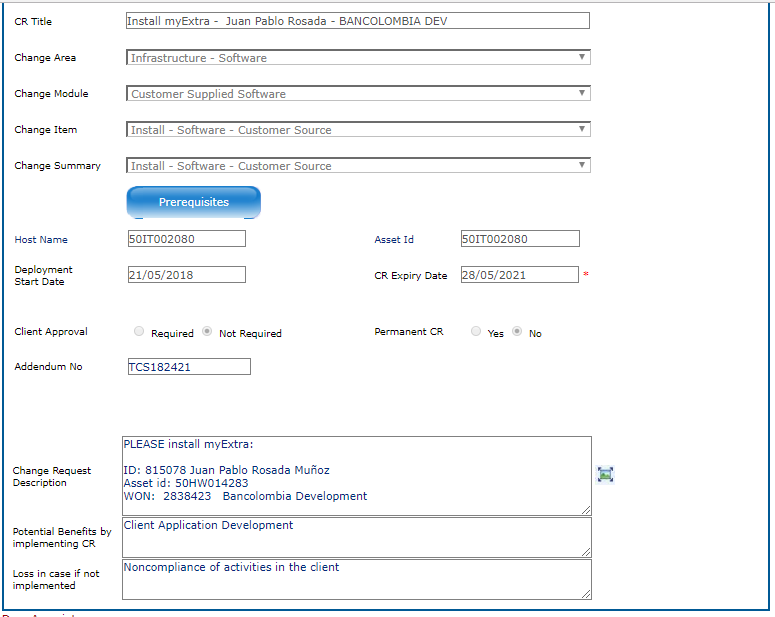 CR Title Install myExtra - Juan Pablo Rosada - BANCOLOMBIA DEV
Change Area Infrastructure - Software
Change Module Customer Supplied Software
Change Item Install - Software - Customer Source
Change Summary Install - Software - Customer Source
Prerequisites
Host Name 50IT002080 Asset Id 50IT002080
Deployment
Start Date 21/05/2018 CR Expiry Date 28/05/2021 *
Client Approval Required Not Required Permanent CR Yes No
Addendum No TCS182421
Change Request
Description
PLEASE install myExtra:
ID: 815078 Juan Pablo Rosada Muñoz
Asset id: 50HW014283
WON: 2838423 Bancolombia Development
Potential Benefits by
implementing CR
Client Application Development
Loss in case if not
implemented
Noncompliance of activities in the client